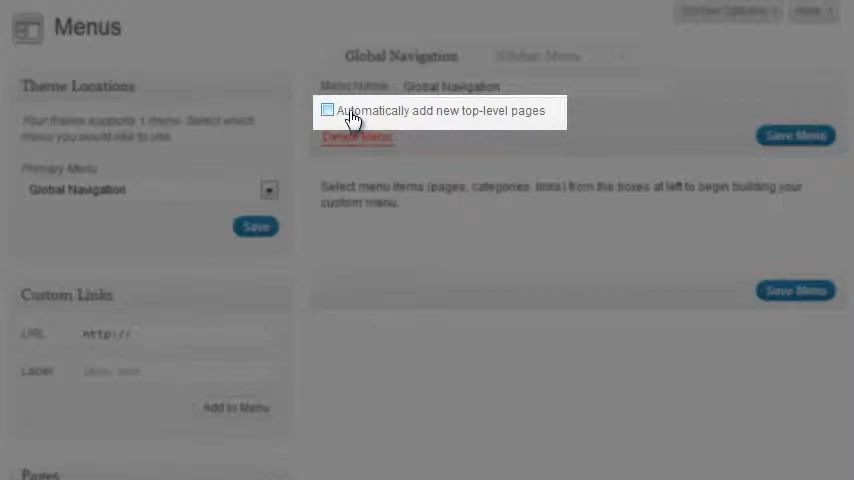 Menus
Global Navigation
Theme Locations
Your theme supports 1 menu. Select which
menu you would like to use.
Primary Menu
Global Navigation
Save
Menu Name
Global Navigation
Automatically add new top-level pages
Delete Menu
Save Menu
Select menu items (pages, categories, links) from the boxes at left to begin building your
custom menu.
Save Menu
Custom Links
URL
http://
Label
Menu Item
Add to Menu
Pages